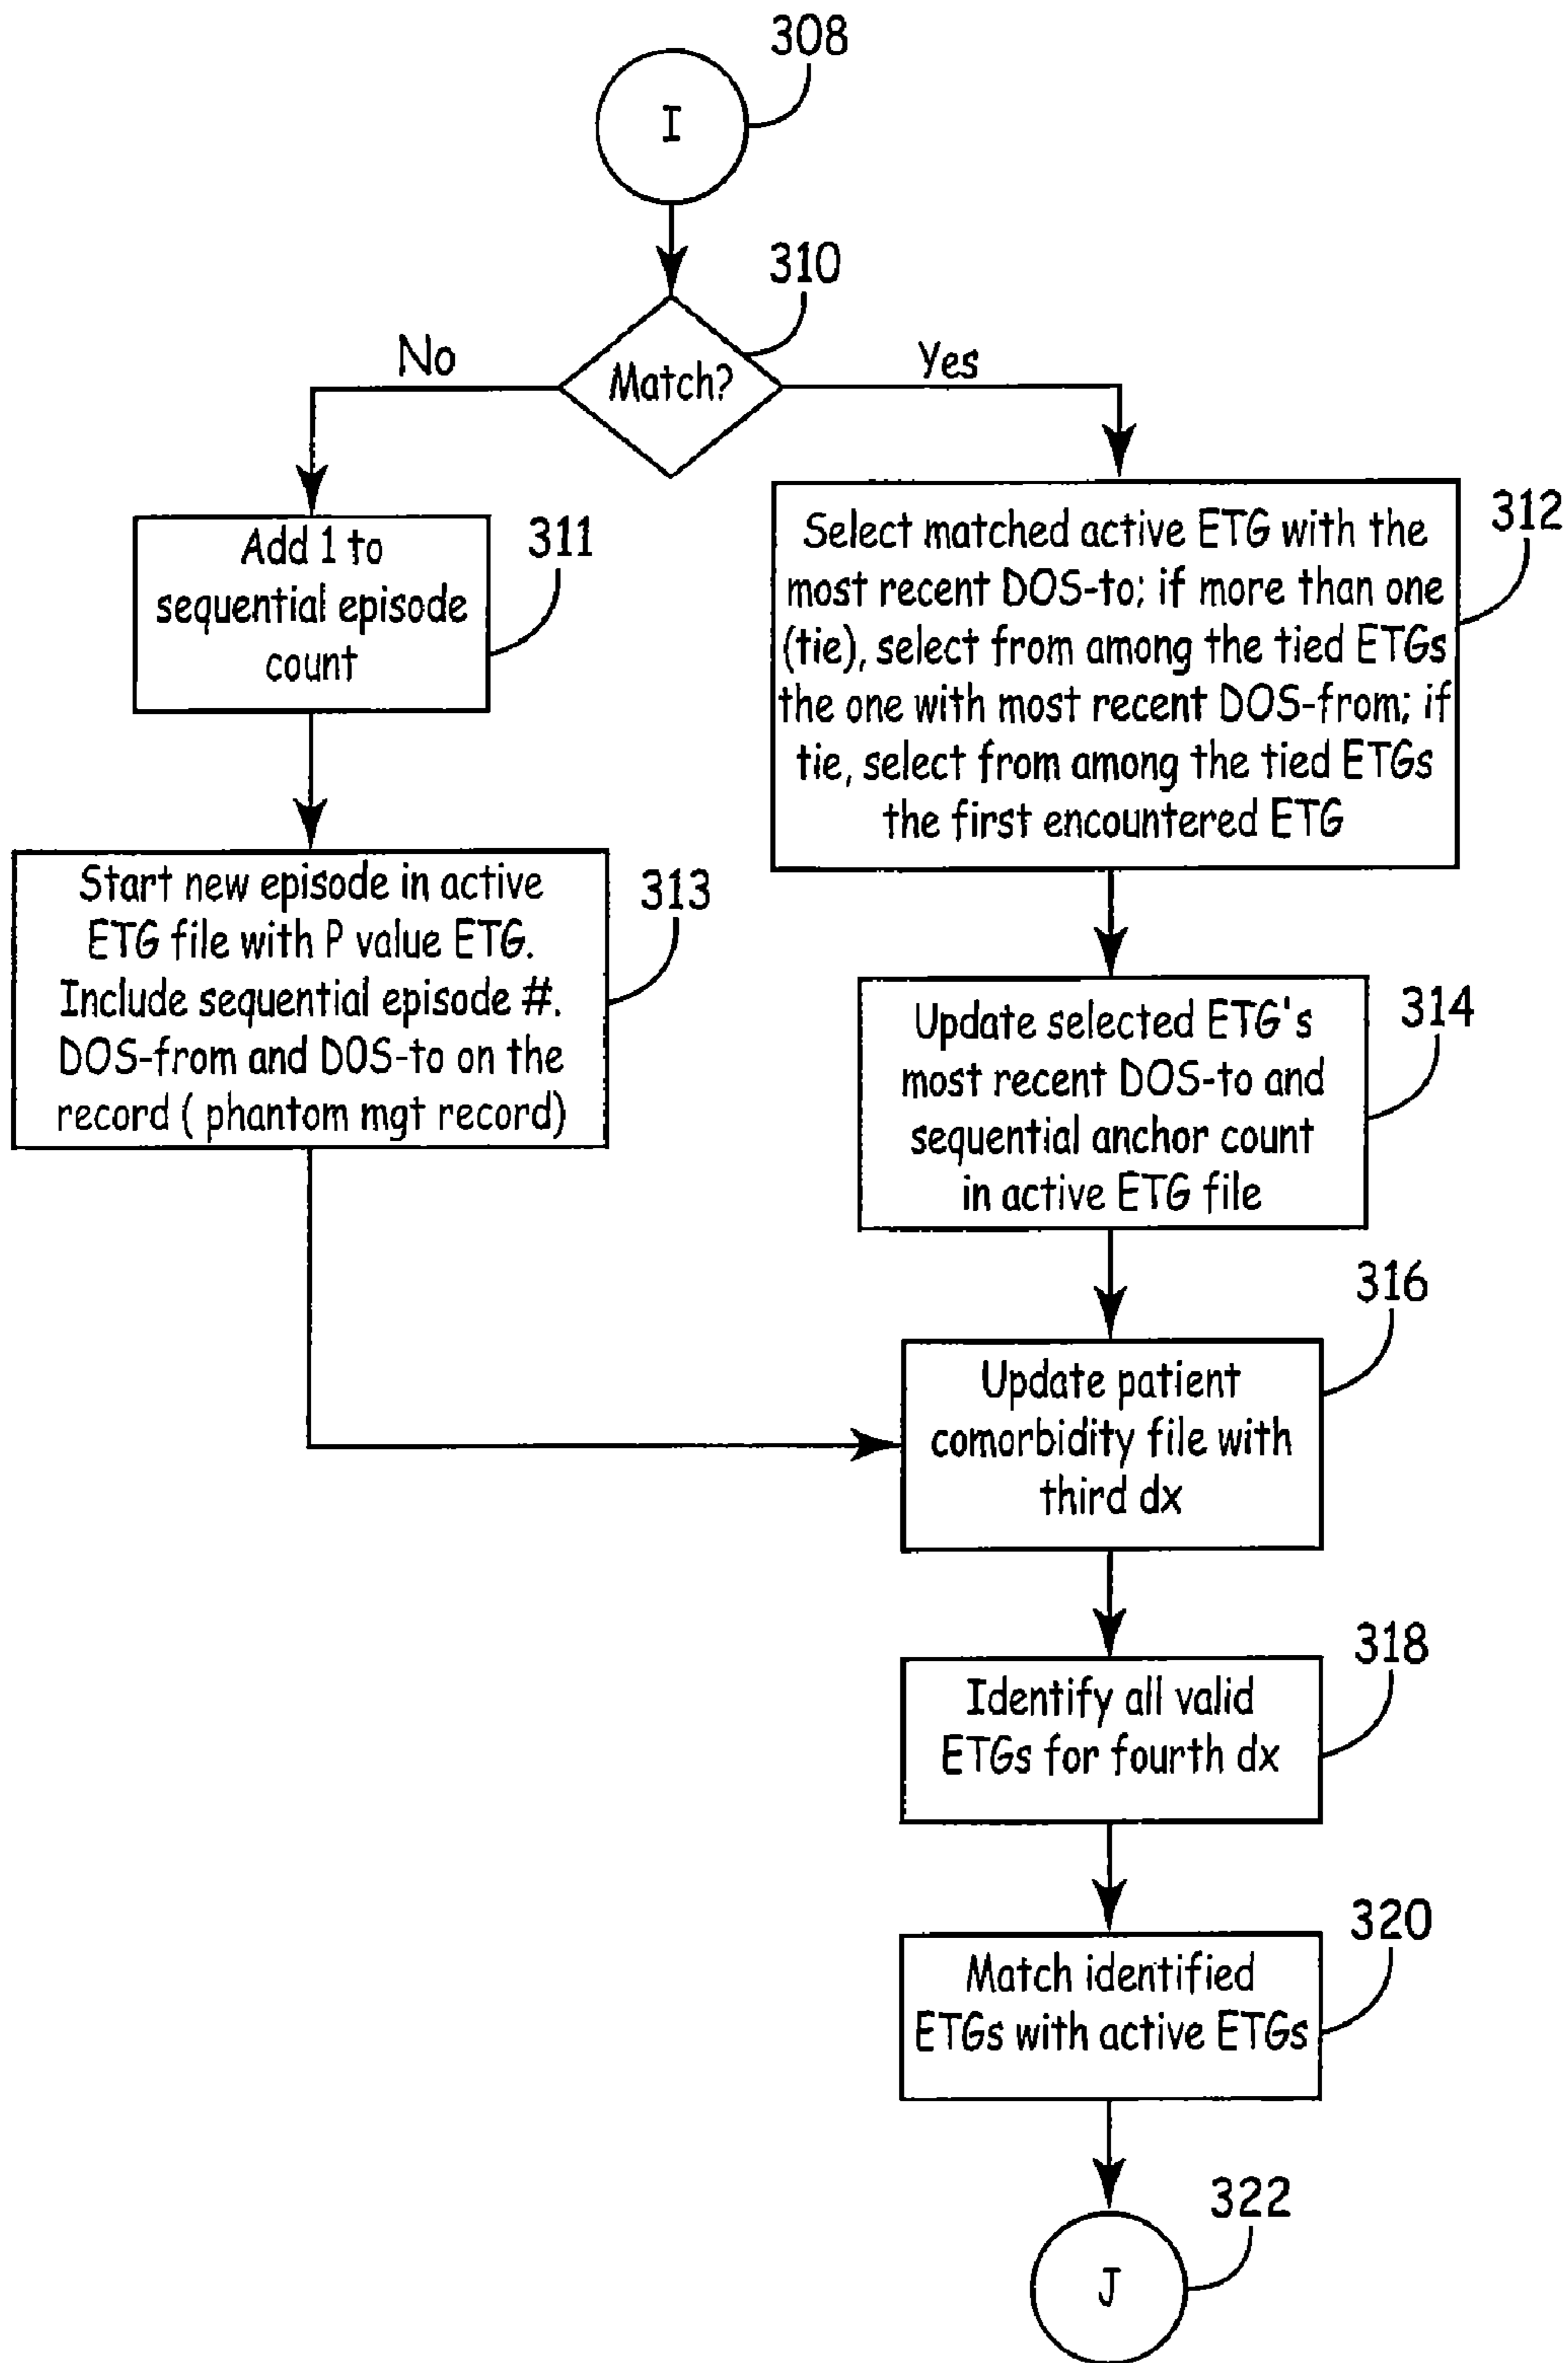 308
I
310
No
Yes
Match?
Add 1 to
sequential episode
count
311
Select matched active ETG with the
most recent DOS-to; if more than one
(tie), select from among the tied ETGs
the one with most recent DOS-from; if
tie, select from among the tied ETGs
the first encountered ETG
312
Start new episode in active
ETG file with P value ETG.
Include sequential episode #.
DOS-from and DOS-to on the
record ( phantom mgt record)
313
Update selected ETG's
most recent DOS-to and
sequential anchor count
in active ETG file
314
Update patient
comorbidity file with
third dx
316
Identify all valid
ETGs for fourth dx
318
Match identified
ETGs with active ETGs
320
322
J